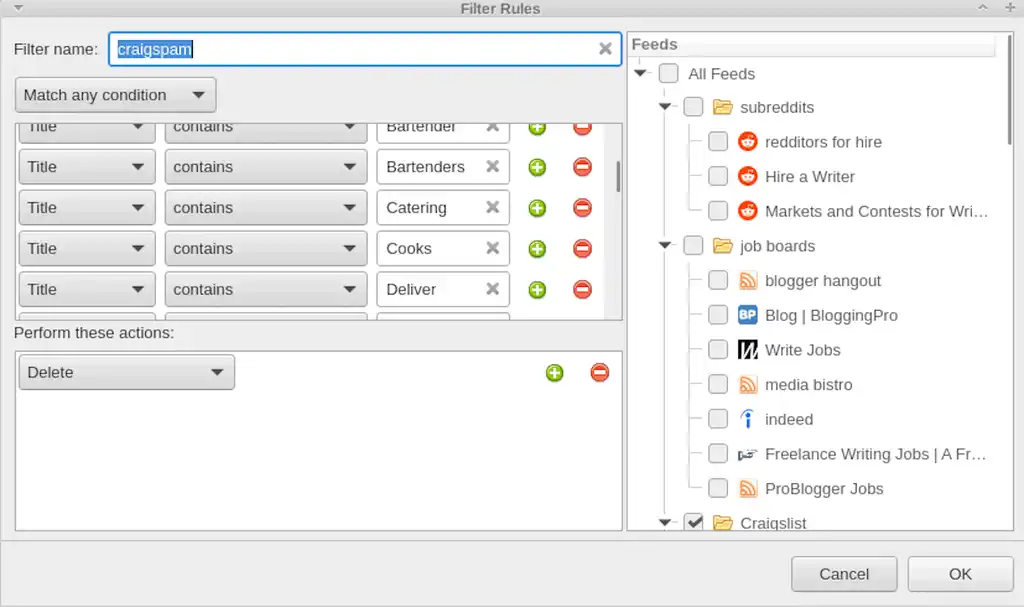 Filter Rules
Filter name: craigspam
Match any condition
Title contains Bartender
Title contains Bartenders
Title contains Catering
Title contains Cooks
Title contains Deliver
Perform these actions:
Delete
Feeds
All Feeds
subreddits
redditors for hire
Hire a Writer
Markets and Contests for Wri...
job boards
blogger hangout
BP Blog | BloggingPro
W Write Jobs
media bistro
i indeed
Freelance Writing Jobs | A Fr...
ProBlogger Jobs
Craigslist
Cancel OK